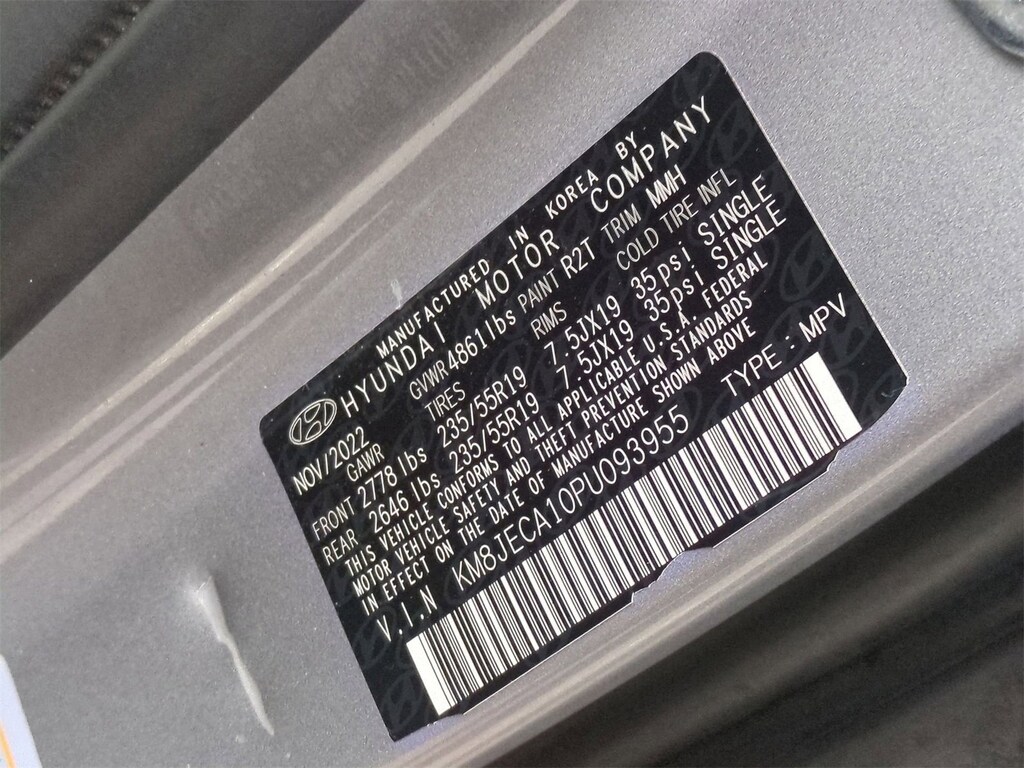 MANUFACTURED IN KOREA BY
HYUNDAI MOTOR COMPANY
NOV/2022 GVWR 4861 lbs PAINT R2T TRIM MMH
GAWR TIRES RIMS COLD TIRE INFL
FRONT 2778 lbs 235/55R19 7.5JX19 35psi SINGLE
REAR 2646 lbs 235/55R19 7.5JX19 35psi SINGLE
THIS VEHICLE CONFORMS TO ALL APPLICABLE U.S.A. FEDERAL
MOTOR VEHICLE SAFETY AND THEFT PREVENTION STANDARDS
IN EFFECT ON THE DATE OF MANUFACTURE SHOWN ABOVE
V.I.N KM8JECA10PU093955 TYPE : MPV